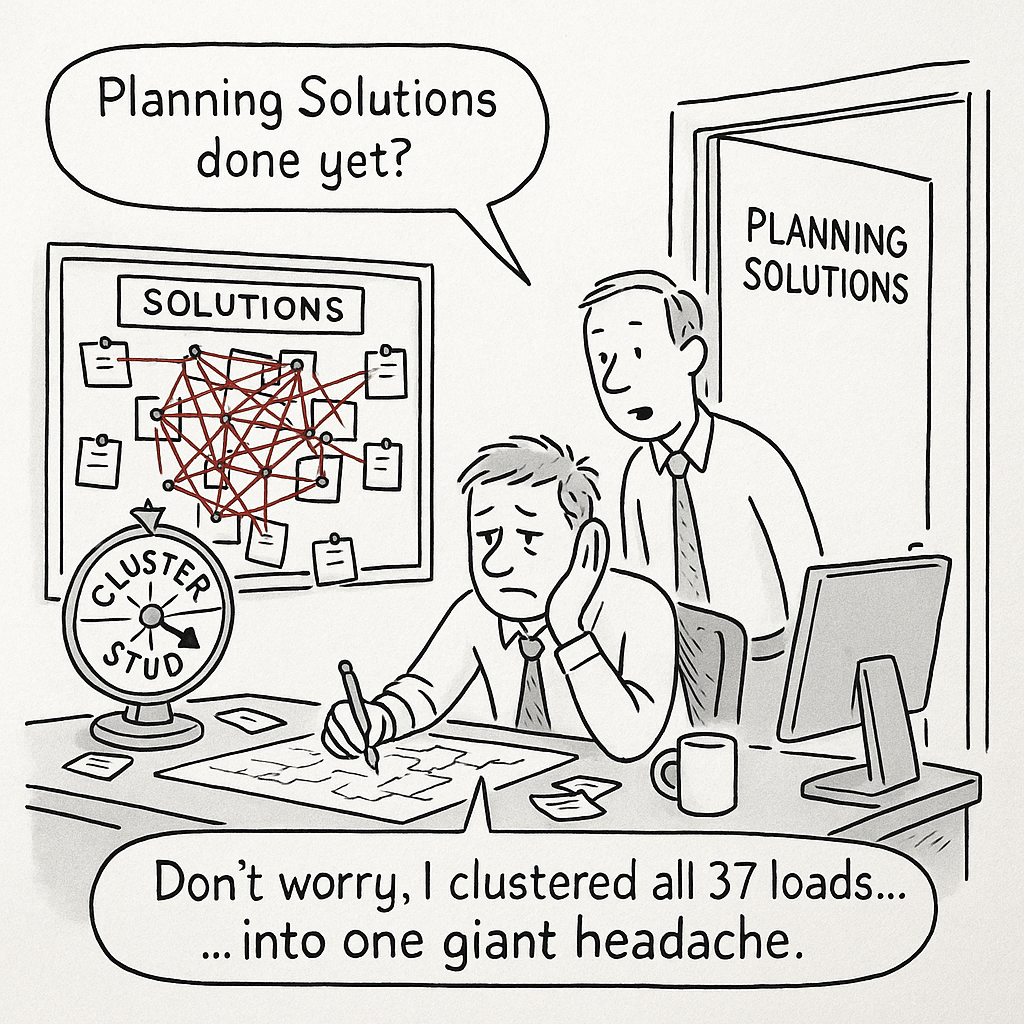 Planning Solutions
done yet?
PLANNING
SOLUTIONS
SOLUTIONS
CLUSTER
STUD
Don't worry, I clustered all 37 loads...
...into one giant headache.